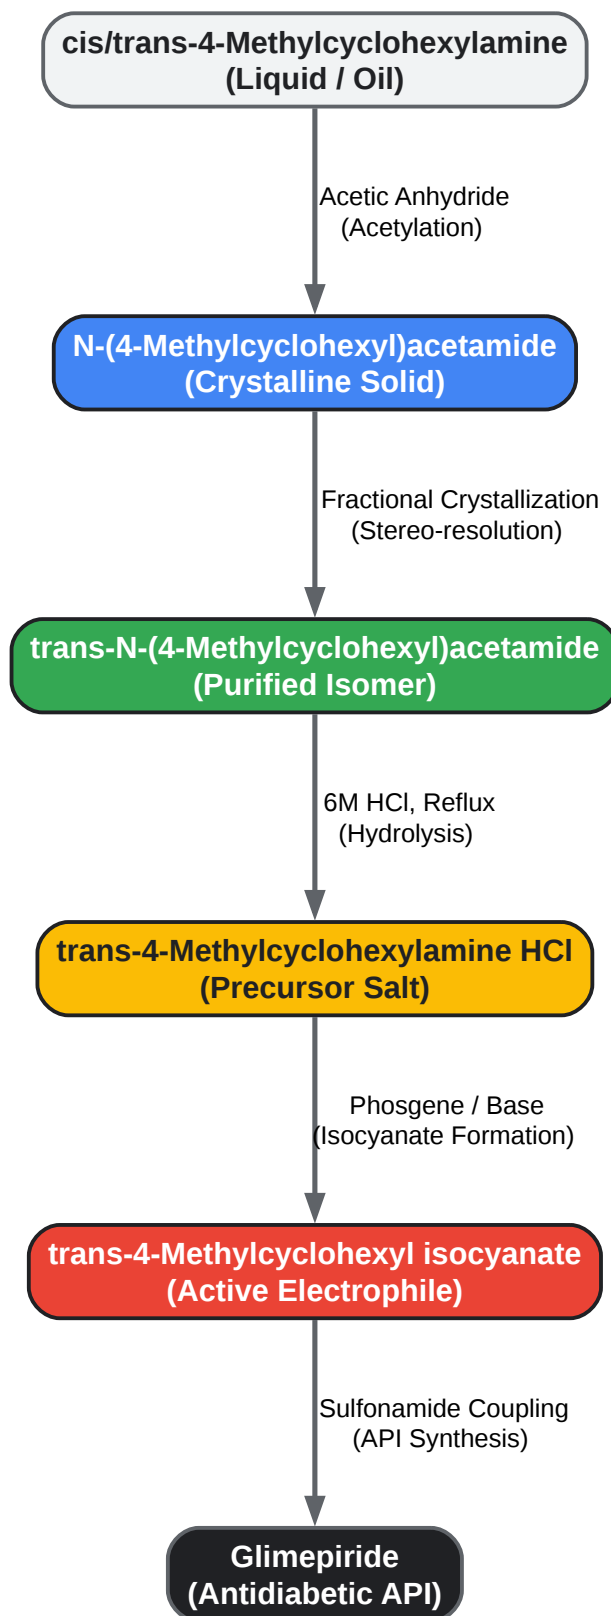 cis/trans-4-Methylcyclohexylamine
(Liquid / Oil)
Acetic Anhydride
(Acetylation)
N-(4-Methylcyclohexyl)acetamide
(Crystalline Solid)
Fractional Crystallization
(Stereo-resolution)
trans-N-(4-Methylcyclohexyl)acetamide
(Purified Isomer)
6M HCl, Reflux
(Hydrolysis)
trans-4-Methylcyclohexylamine HCl
(Precursor Salt)
Phosgene / Base
(Isocyanate Formation)
trans-4-Methylcyclohexyl isocyanate
(Active Electrophile)
Sulfonamide Coupling
(API Synthesis)
Glimepiride
(Antidiabetic API)